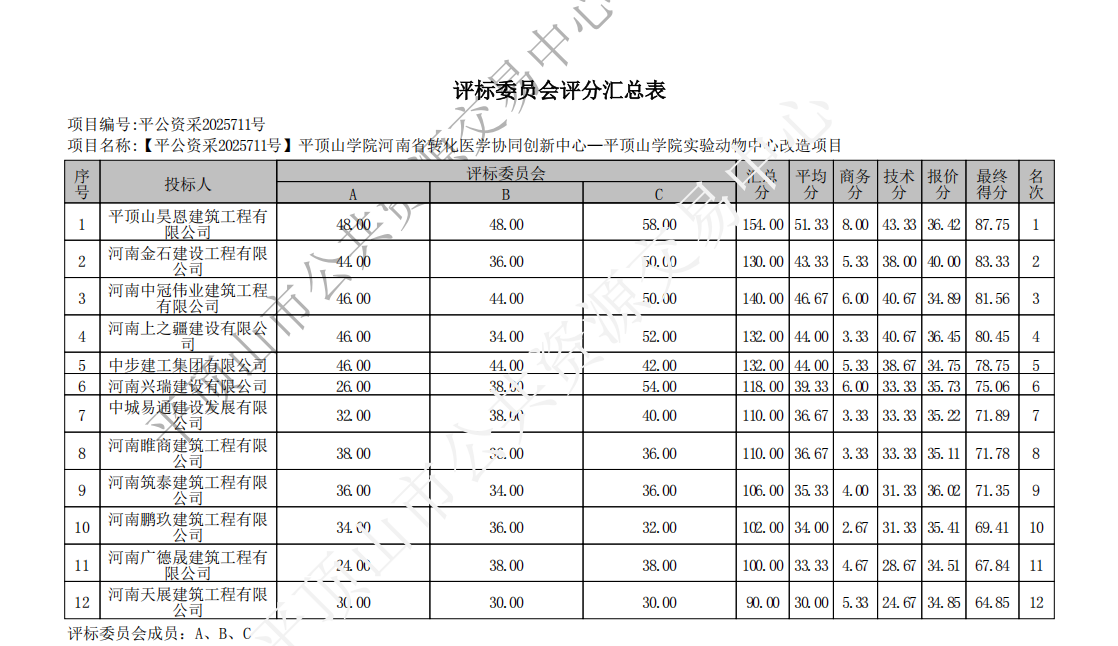 评标委员会评分汇总表
项目编号:平公资采2025711号
项目名称:【平公资采2025711号】平顶山学院河南省转化医学协同创新中心—平顶山学院实验动物中心改造项目
序号 投标人 评标委员会 汇总分 平均分 商务分 技术分 报价分 最终得分 名次
A B C
1 平顶山昊恩建筑工程有限公司 48.00 48.00 58.00 154.00 51.33 8.00 43.33 36.42 87.75 1
2 河南金石建设工程有限公司 44.00 36.00 50.00 130.00 43.33 5.33 38.00 40.00 83.33 2
3 河南中冠伟业建筑工程有限公司 46.00 44.00 50.00 140.00 46.67 6.00 40.67 34.89 81.56 3
4 河南上之疆建设有限公司 46.00 34.00 52.00 132.00 44.00 3.33 40.67 36.45 80.45 4
5 中步建工集团有限公司 46.00 44.00 42.00 132.00 44.00 5.33 38.67 34.75 78.75 5
6 河南兴瑞建设有限公司 26.00 38.00 54.00 118.00 39.33 6.00 33.33 35.73 75.06 6
7 中城易通建设发展有限公司 32.00 38.00 40.00 110.00 36.67 3.33 33.33 35.22 71.89 7
8 河南睢商建筑工程有限公司 38.00 36.00 36.00 110.00 36.67 3.33 33.33 35.11 71.78 8
9 河南筑泰建筑工程有限公司 36.00 34.00 36.00 106.00 35.33 4.00 31.33 36.02 71.35 9
10 河南鹏玖建筑工程有限公司 34.00 36.00 32.00 102.00 34.00 2.67 31.33 35.41 69.41 10
11 河南广德晟建筑工程有限公司 24.00 38.00 38.00 100.00 33.33 4.67 28.67 34.51 67.84 11
12 河南天展建筑工程有限公司 30.00 30.00 30.00 90.00 30.00 5.33 24.67 34.85 64.85 12
评标委员会成员: A、B、C
平顶山市公共资源交易中心
平顶山市公共资源交易中心